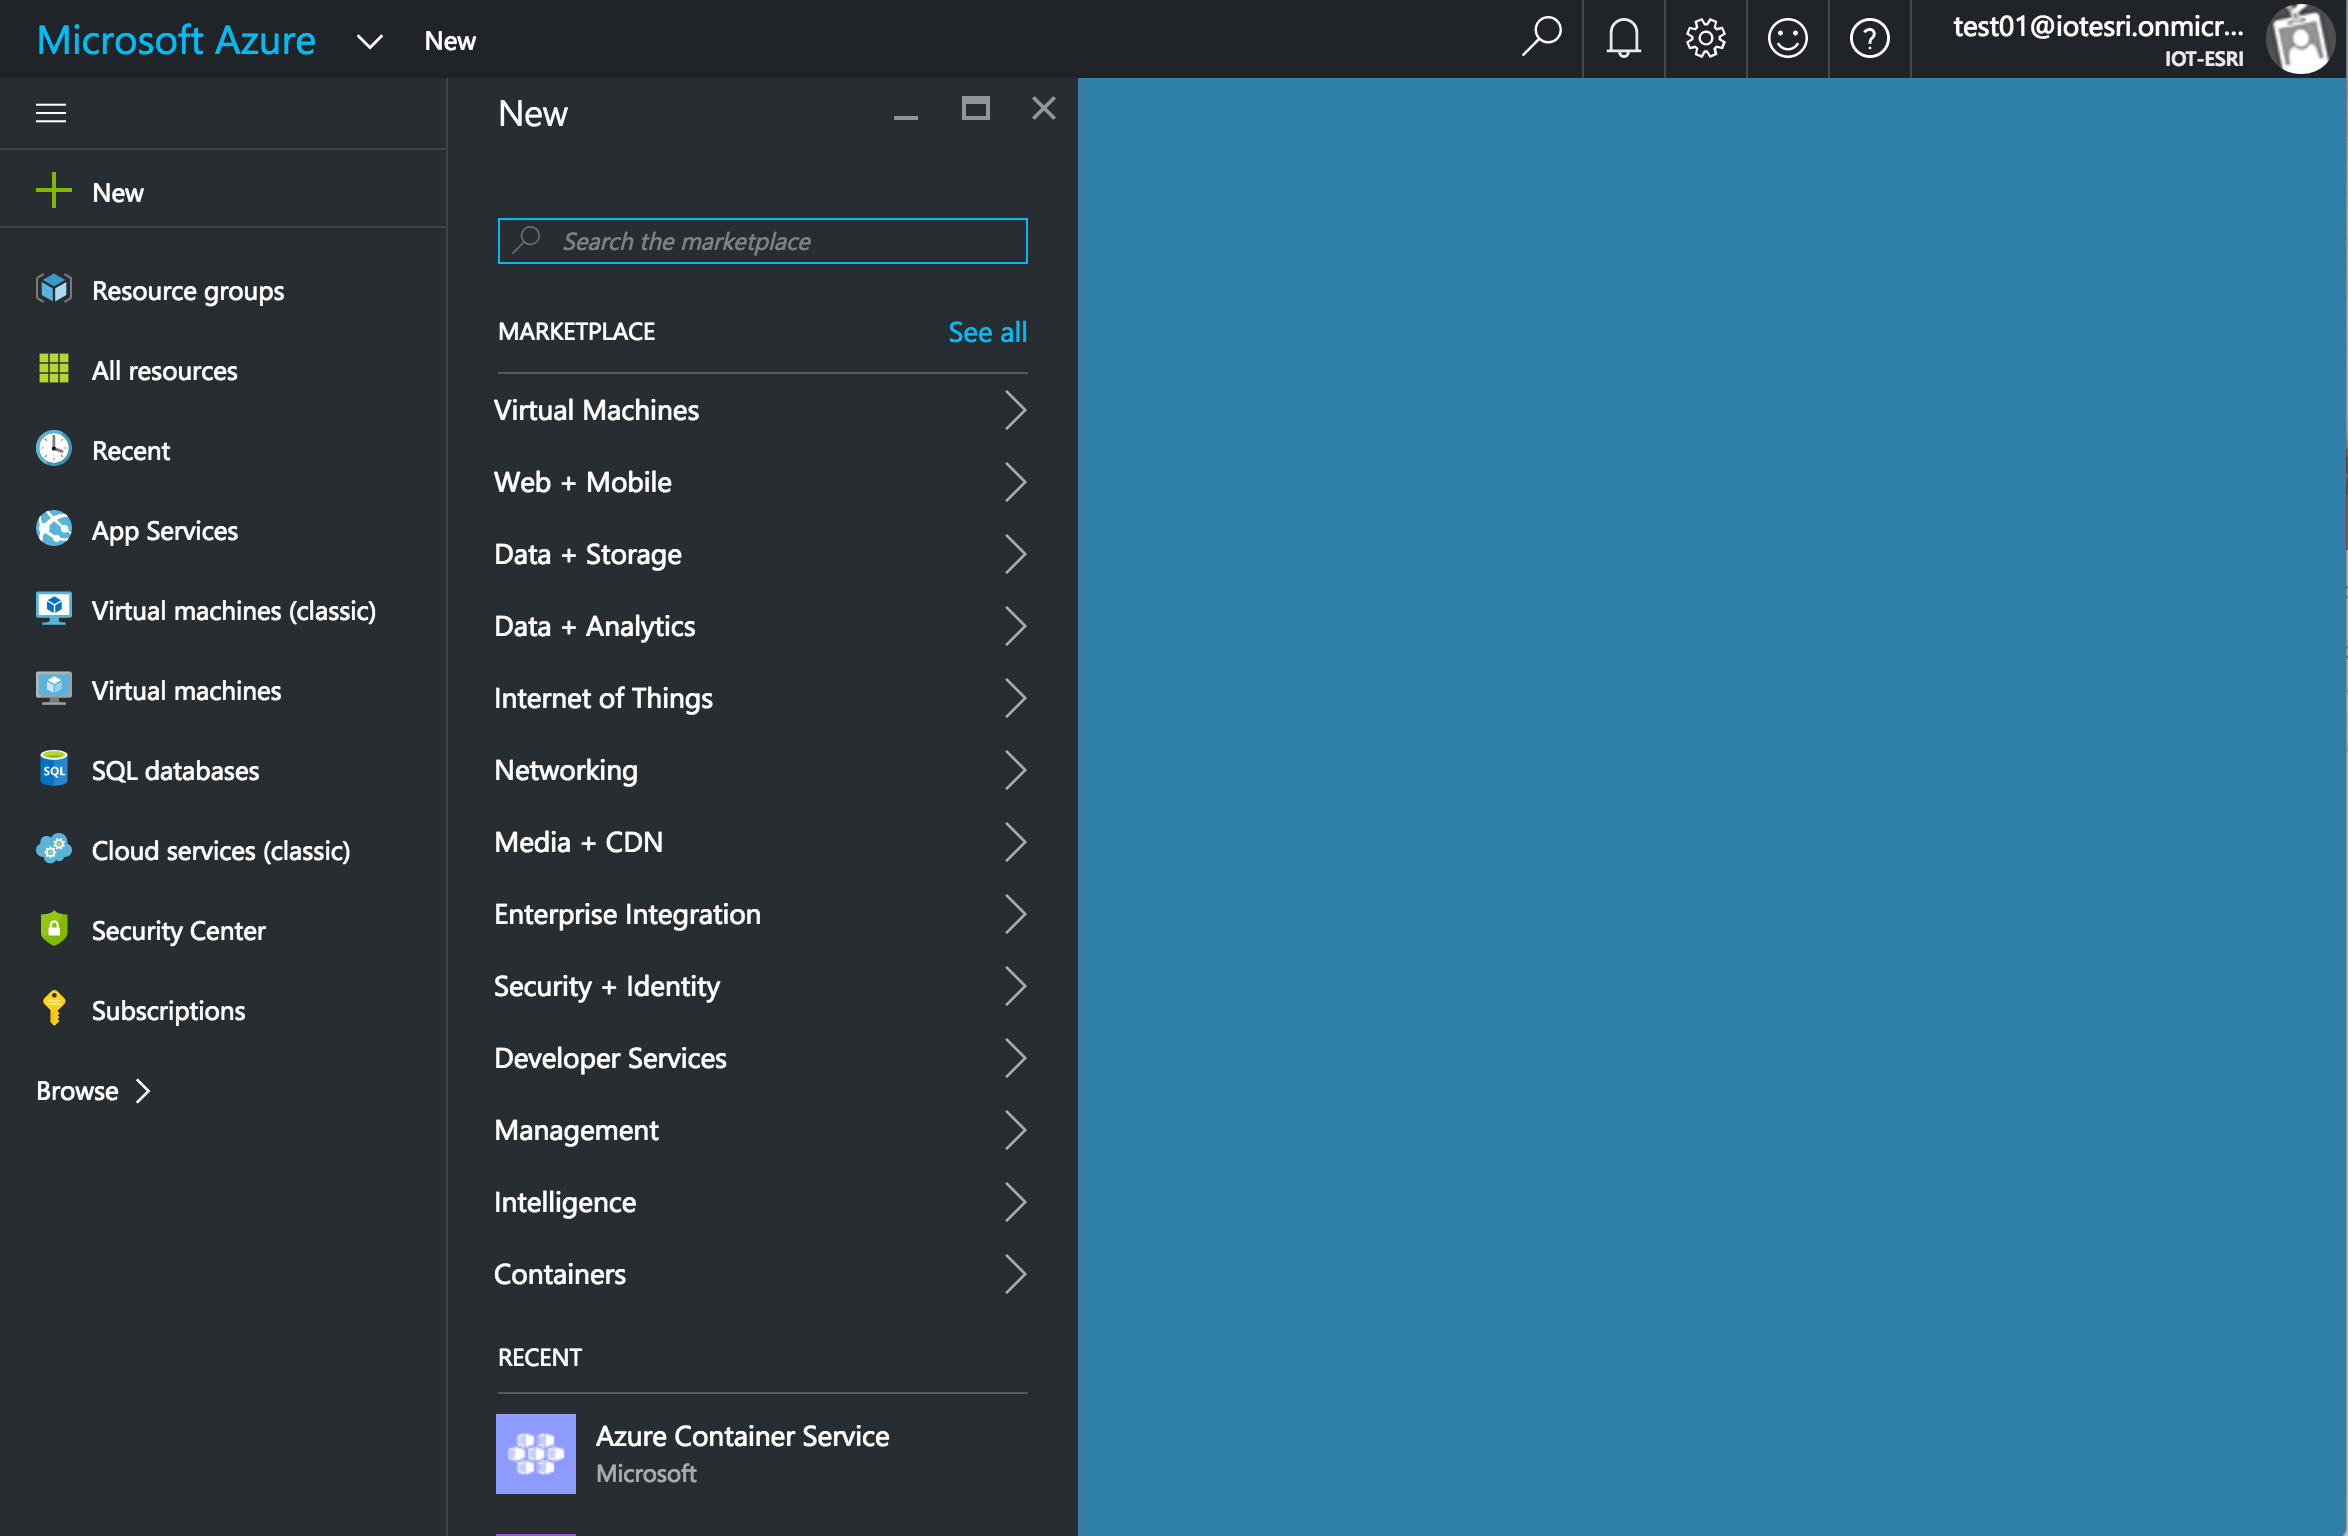 Microsoft Azure New
test01@iotesri.onmicr...
IOT-ESRI
New
Resource groups
All resources
Recent
App Services
Virtual machines (classic)
Virtual machines
SQL
SQL databases
Cloud services (classic)
Security Center
Subscriptions
Browse
New
Search the marketplace
MARKETPLACE See all
Virtual Machines
Web + Mobile
Data + Storage
Data + Analytics
Internet of Things
Networking
Media + CDN
Enterprise Integration
Security + Identity
Developer Services
Management
Intelligence
Containers
RECENT
Azure Container Service
Microsoft